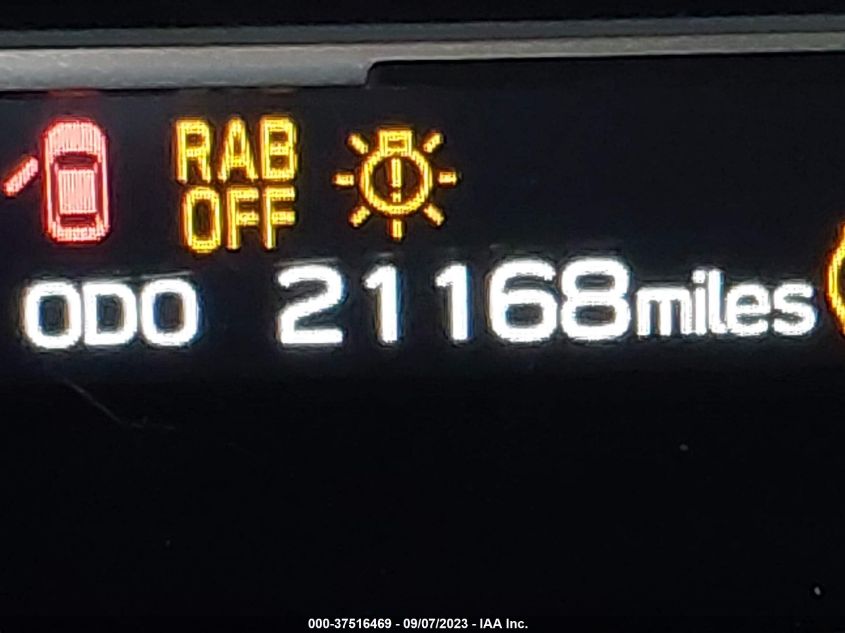 RAB
OFF
ODO 21168miles
000-37516469 - 09/07/2023 - IAA Inc.